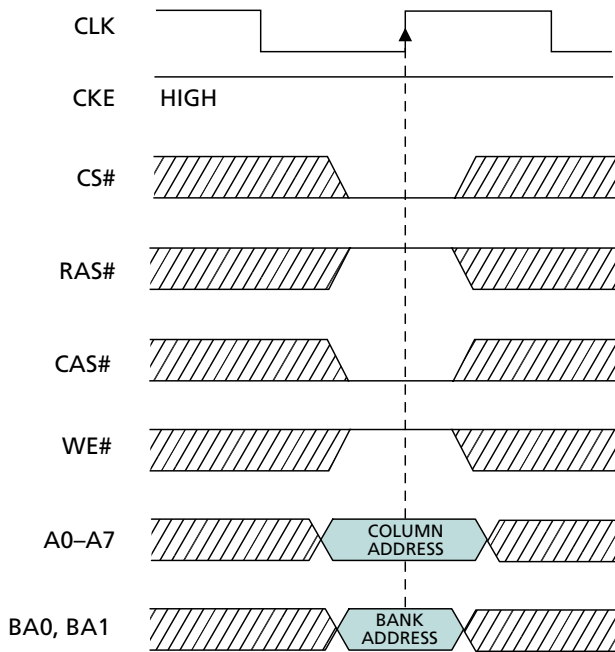 CLK
CKE HIGH
CS#
RAS#
CAS#
WE#
A0–A7 COLUMN
ADDRESS
BA0, BA1 BANK
ADDRESS